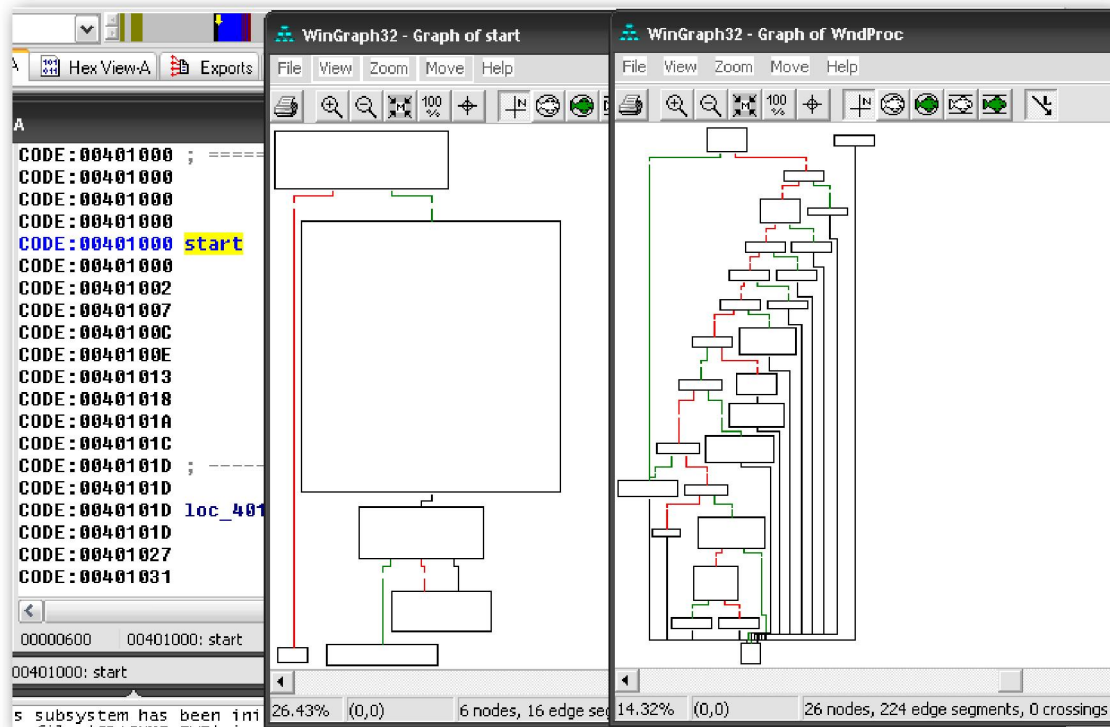 Hex View-A
Exports
A
CODE:00401000 ; =====
CODE:00401000
CODE:00401000
CODE:00401000
CODE:00401000 start
CODE:00401000
CODE:00401002
CODE:00401007
CODE:0040100C
CODE:0040100E
CODE:00401013
CODE:00401018
CODE:0040101A
CODE:0040101C
CODE:0040101D ; -----
CODE:0040101D
CODE:0040101D loc_401
CODE:0040101D
CODE:00401027
CODE:00401031
00000600 00401000: start
00401000: start
s subsystem has been ini
WinGraph32 - Graph of start
File View Zoom Move Help
100 %
N
26.43% (0,0) 6 nodes, 16 edge seg
WinGraph32 - Graph of WndProc
File View Zoom Move Help
100 %
N
14.32% (0,0) 26 nodes, 224 edge segments, 0 crossings